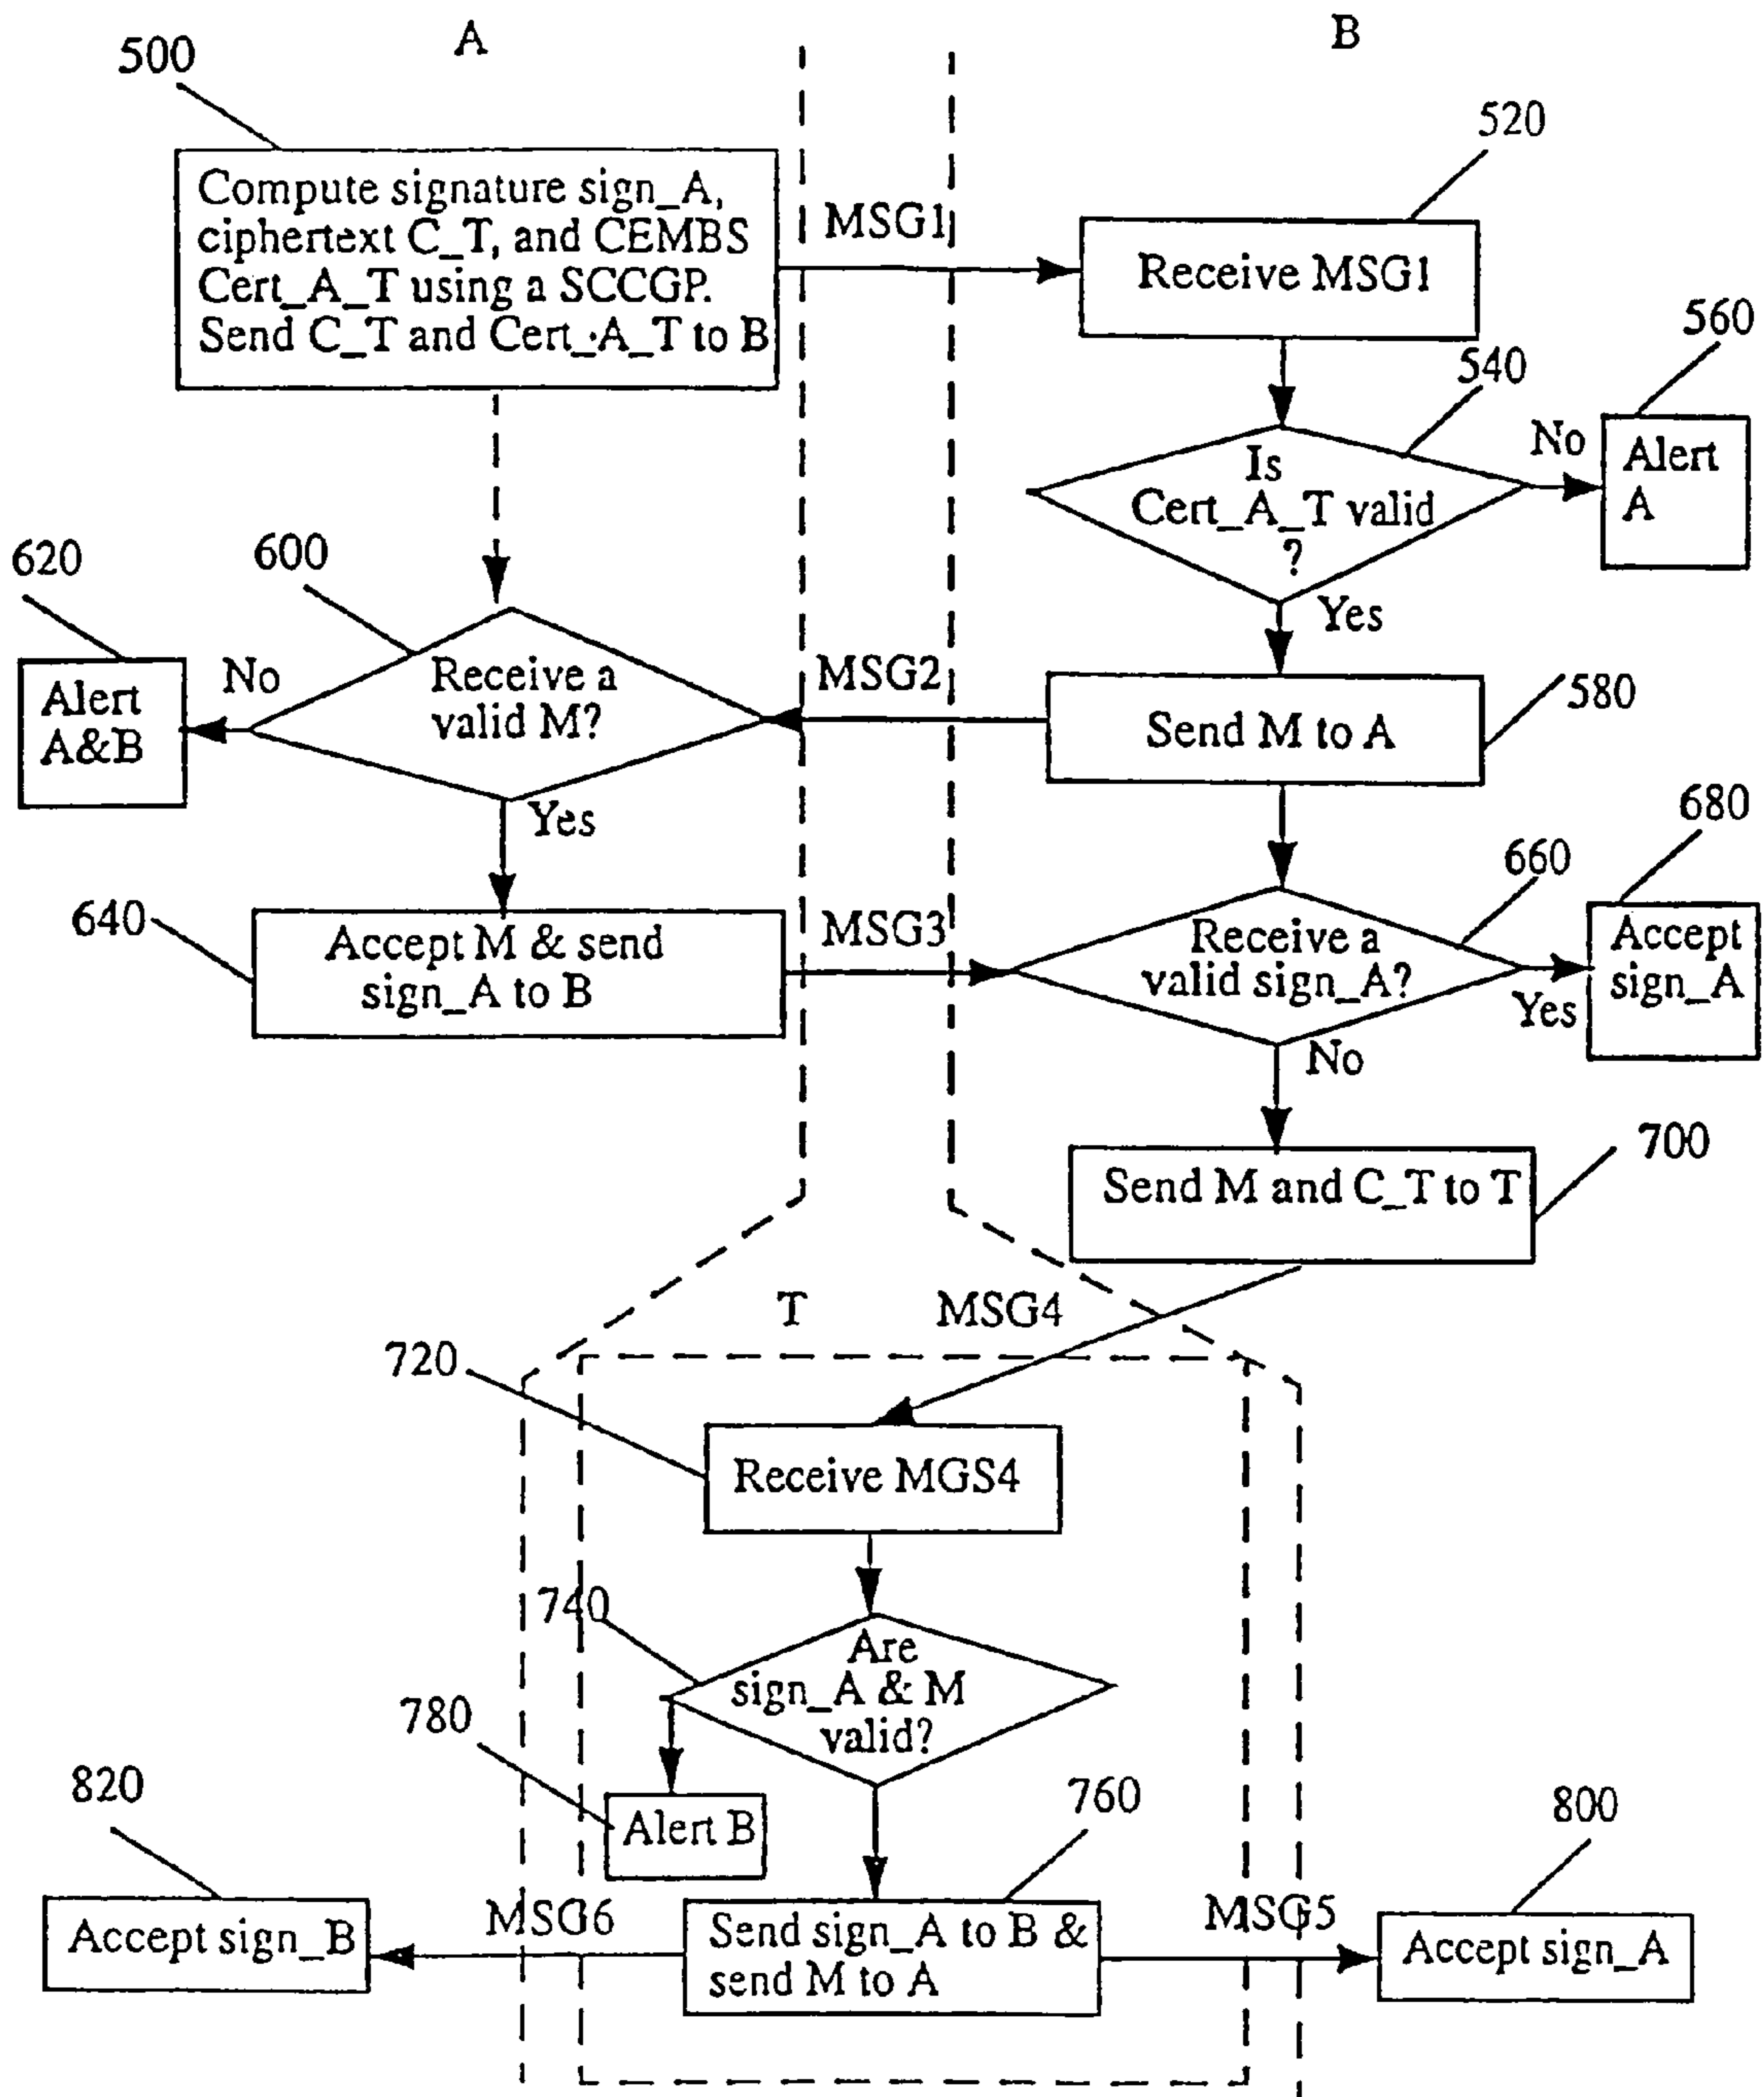 A
B
500
520
Compute signature sign_A,
ciphertext C_T, and CEMBS
Cert_A_T using a SCCGP.
Send C_T and Cert_A_T to B
MSG1
Receive MSG1
540
560
Is
Cert_A_T valid
?
No
Alert
A
Yes
620
600
Alert
A&B
No
Receive a
valid M?
MSG2
Send M to A
580
Yes
680
660
640
Accept M & send
sign_A to B
MSG3
Receive a
valid sign_A?
Accept
sign_A
Yes
No
700
Send M and C_T to T
T
MSG4
720
Receive MGS4
740
Are
sign_A & M
valid?
780
Alert B
760
820
800
Accept sign_B
MSG6
Send sign_A to B &
send M to A
MSG5
Accept sign_A